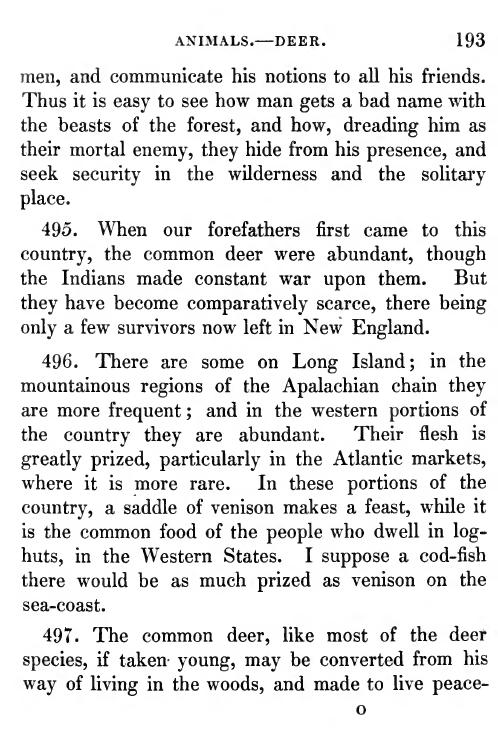 ANIMALS.—DEER. 193
men, and communicate his notions to all his friends.
Thus it is easy to see how man gets a bad name with
the beasts of the forest, and how, dreading him as
their mortal enemy, they hide from his presence, and
seek security in the wilderness and the solitary
place.
495. When our forefathers first came to this
country, the common deer were abundant, though
the Indians made constant war upon them. But
they have become comparatively scarce, there being
only a few survivors now left in New England.
496. There are some on Long Island; in the
mountainous regions of the Apalachian chain they
are more frequent; and in the western portions of
the country they are abundant. Their flesh is
greatly prized, particularly in the Atlantic markets,
where it is more rare. In these portions of the
country, a saddle of venison makes a feast, while it
is the common food of the people who dwell in log-
huts, in the Western States. I suppose a cod-fish
there would be as much prized as venison on the
sea-coast.
497. The common deer, like most of the deer
species, if taken young, may be converted from his
way of living in the woods, and made to live peace-
O